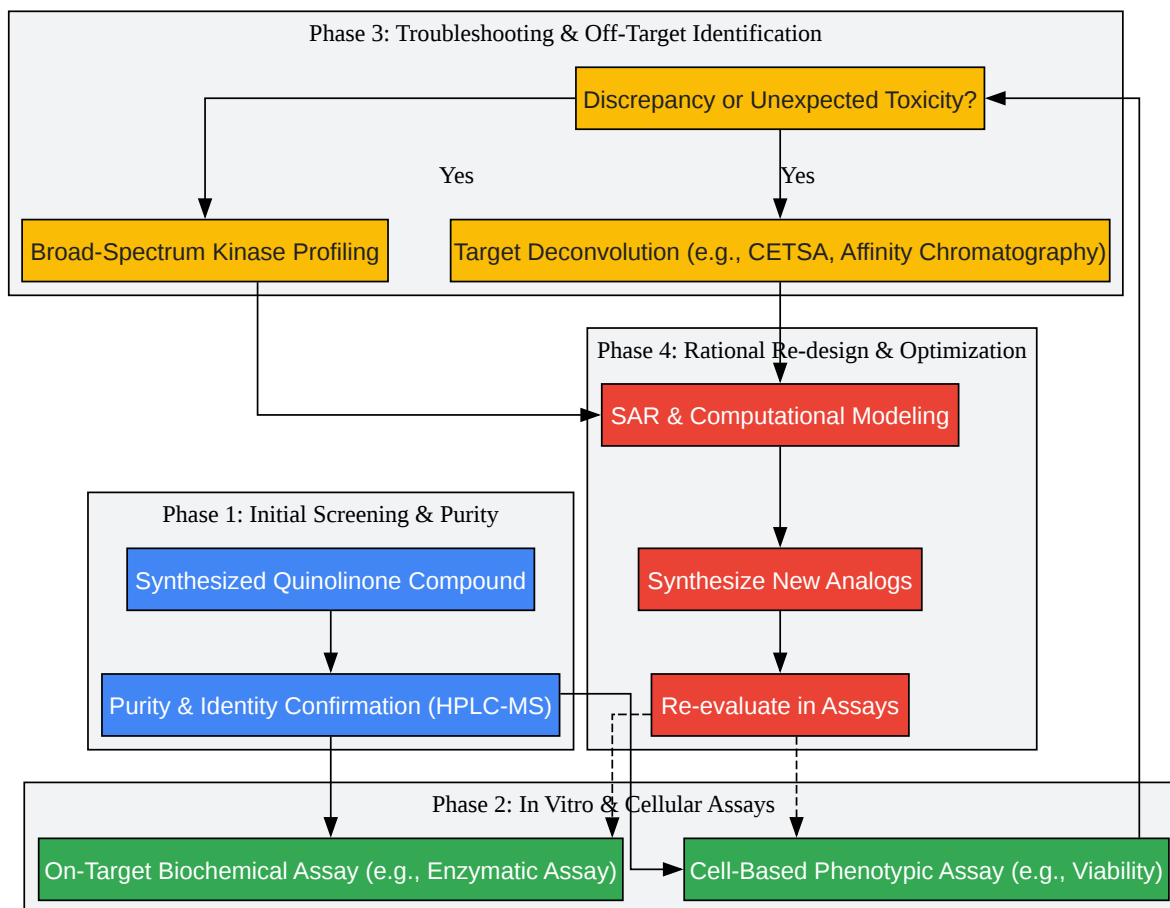 Phase 3: Troubleshooting & Off-Target Identification
Discrepancy or Unexpected Toxicity?
Yes
Yes
Broad-Spectrum Kinase Profiling
Target Deconvolution (e.g., CETSA, Affinity Chromatography)
Phase 4: Rational Re-design & Optimization
SAR & Computational Modeling
Phase 1: Initial Screening & Purity
Synthesized Quinolinone Compound
Synthesize New Analogs
Purity & Identity Confirmation (HPLC-MS)
Re-evaluate in Assays
Phase 2: In Vitro & Cellular Assays
On-Target Biochemical Assay (e.g., Enzymatic Assay)
Cell-Based Phenotypic Assay (e.g., Viability)